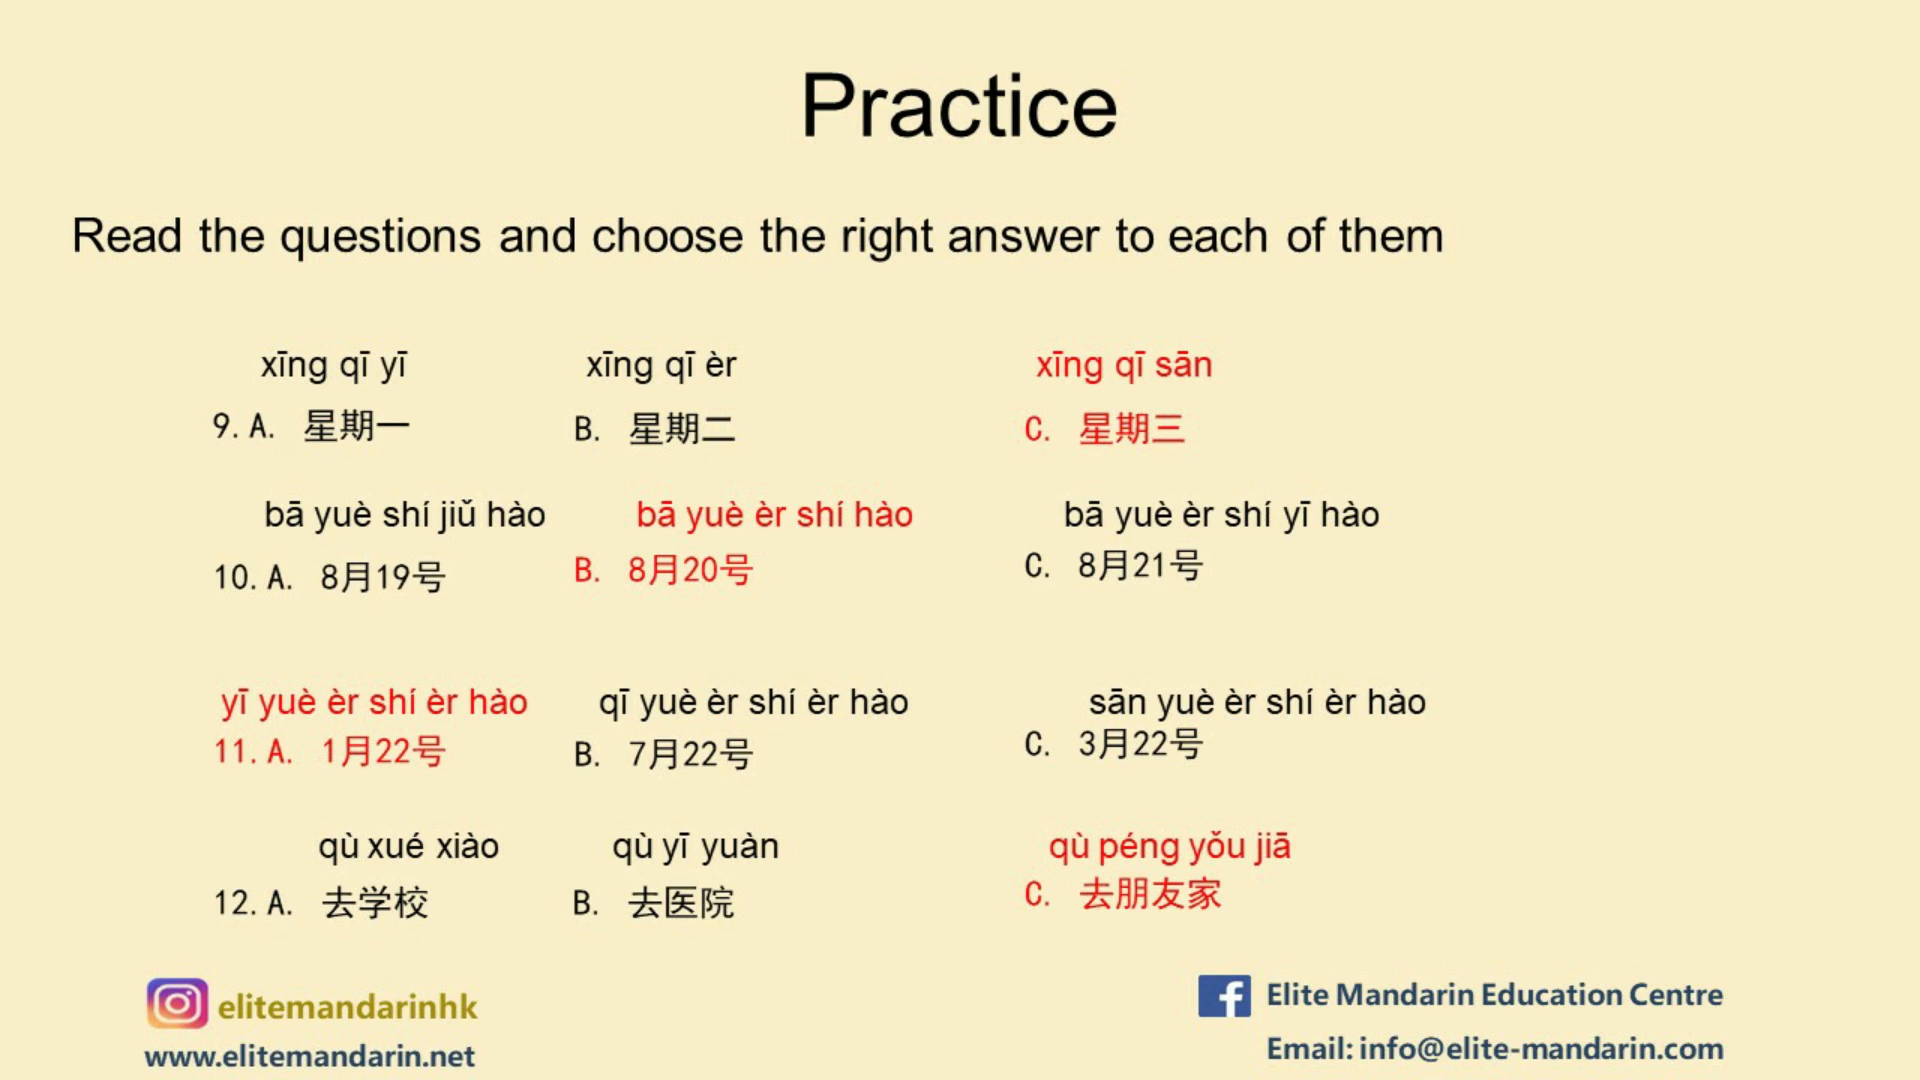 Practice
Read the questions and choose the right answer to each of them
xīng qī yī xīng qī èr xīng qī sān
9. A. 星期一 B. 星期二 C. 星期三
bā yuè shí jiǔ hào bā yuè èr shí hào bā yuè èr shí yī hào
10. A. 8月19号 B. 8月20号 C. 8月21号
yī yuè èr shí èr hào qī yuè èr shí èr hào sān yuè èr shí èr hào
11. A. 1月22号 B. 7月22号 C. 3月22号
qù xué xiào qù yī yuàn qù péng yǒu jiā
12. A. 去学校 B. 去医院 C. 去朋友家
elitemandarinhk
www.elitemandarin.net
Elite Mandarin Education Centre
Email: info@elite-mandarin.com